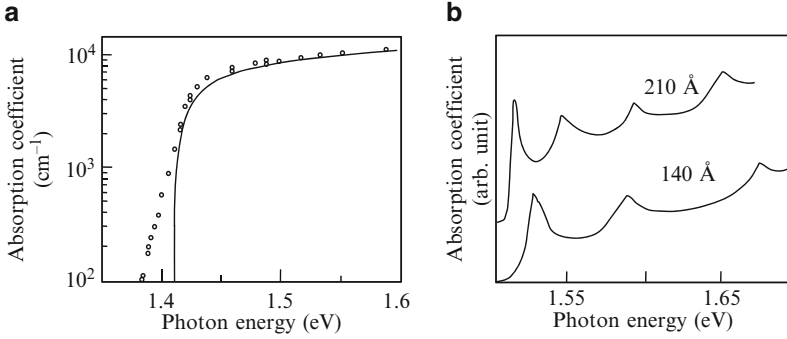 a
Absorption coefficient
(cm⁻¹)
10⁴
10³
10²
1.4
1.5
1.6
Photon energy (eV)
b
Absorption coefficient
(arb. unit)
210 Å
140 Å
1.55
1.65
Photon energy (eV)